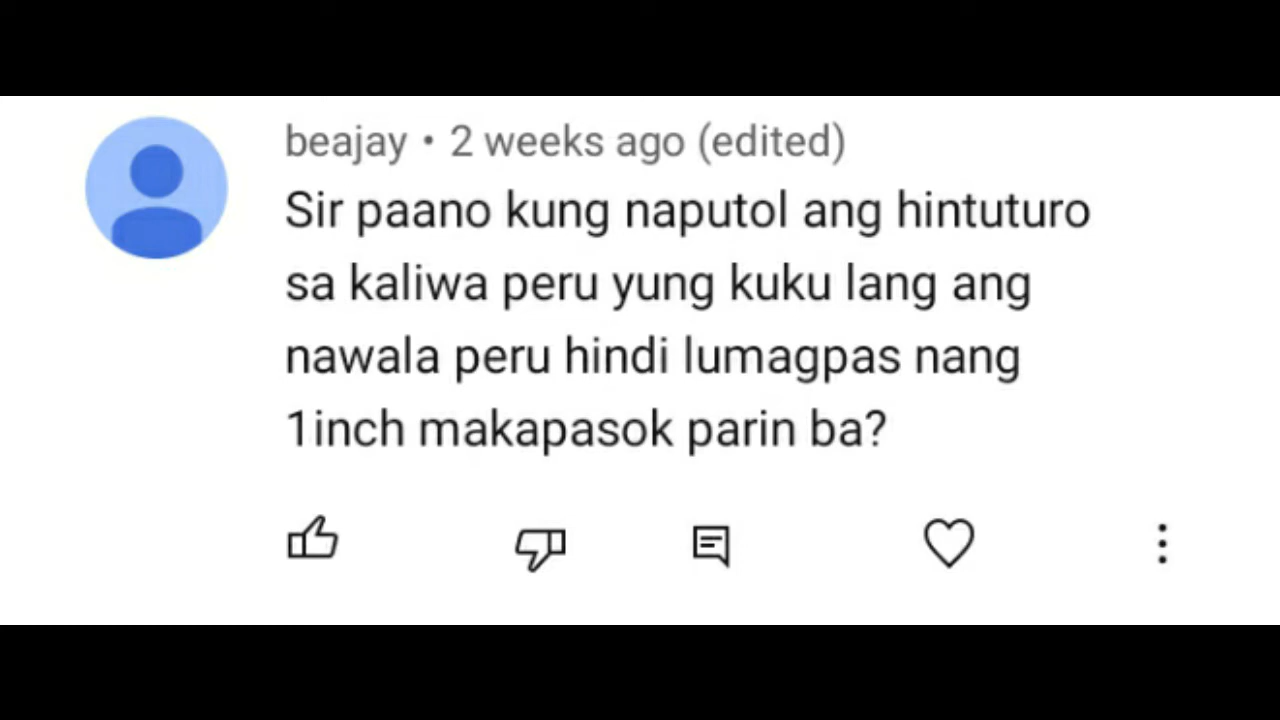 beajay • 2 weeks ago (edited)
Sir paano kung naputol ang hintuturo
sa kaliwa peru yung kuku lang ang
nawala peru hindi lumagpas nang
1inch makapasok parin ba?